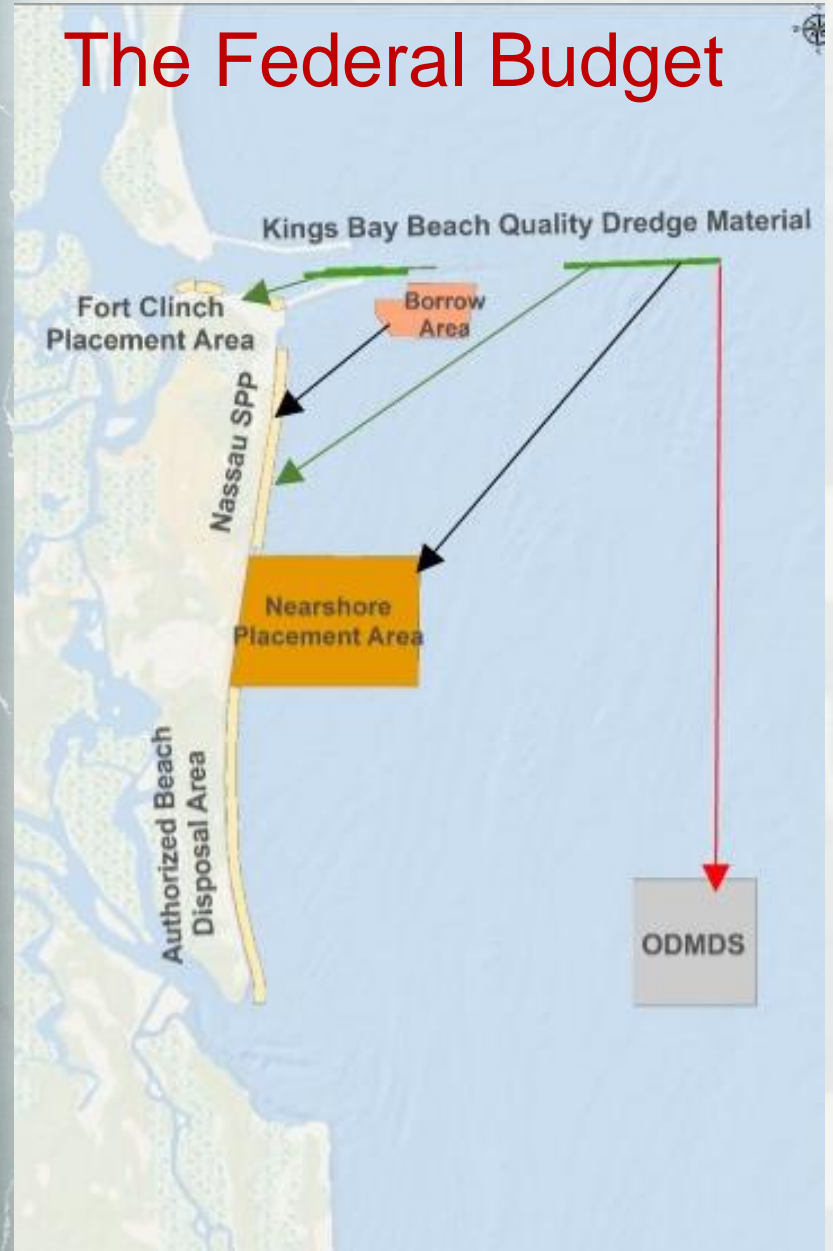 The Federal Budget
Kings Bay Beach Quality Dredge Material
Fort Clinch
Placement Area
Borrow
Area
Nassau SPP
Nearshore
Placement Area
Authorized Beach
Disposal Area
ODMDS